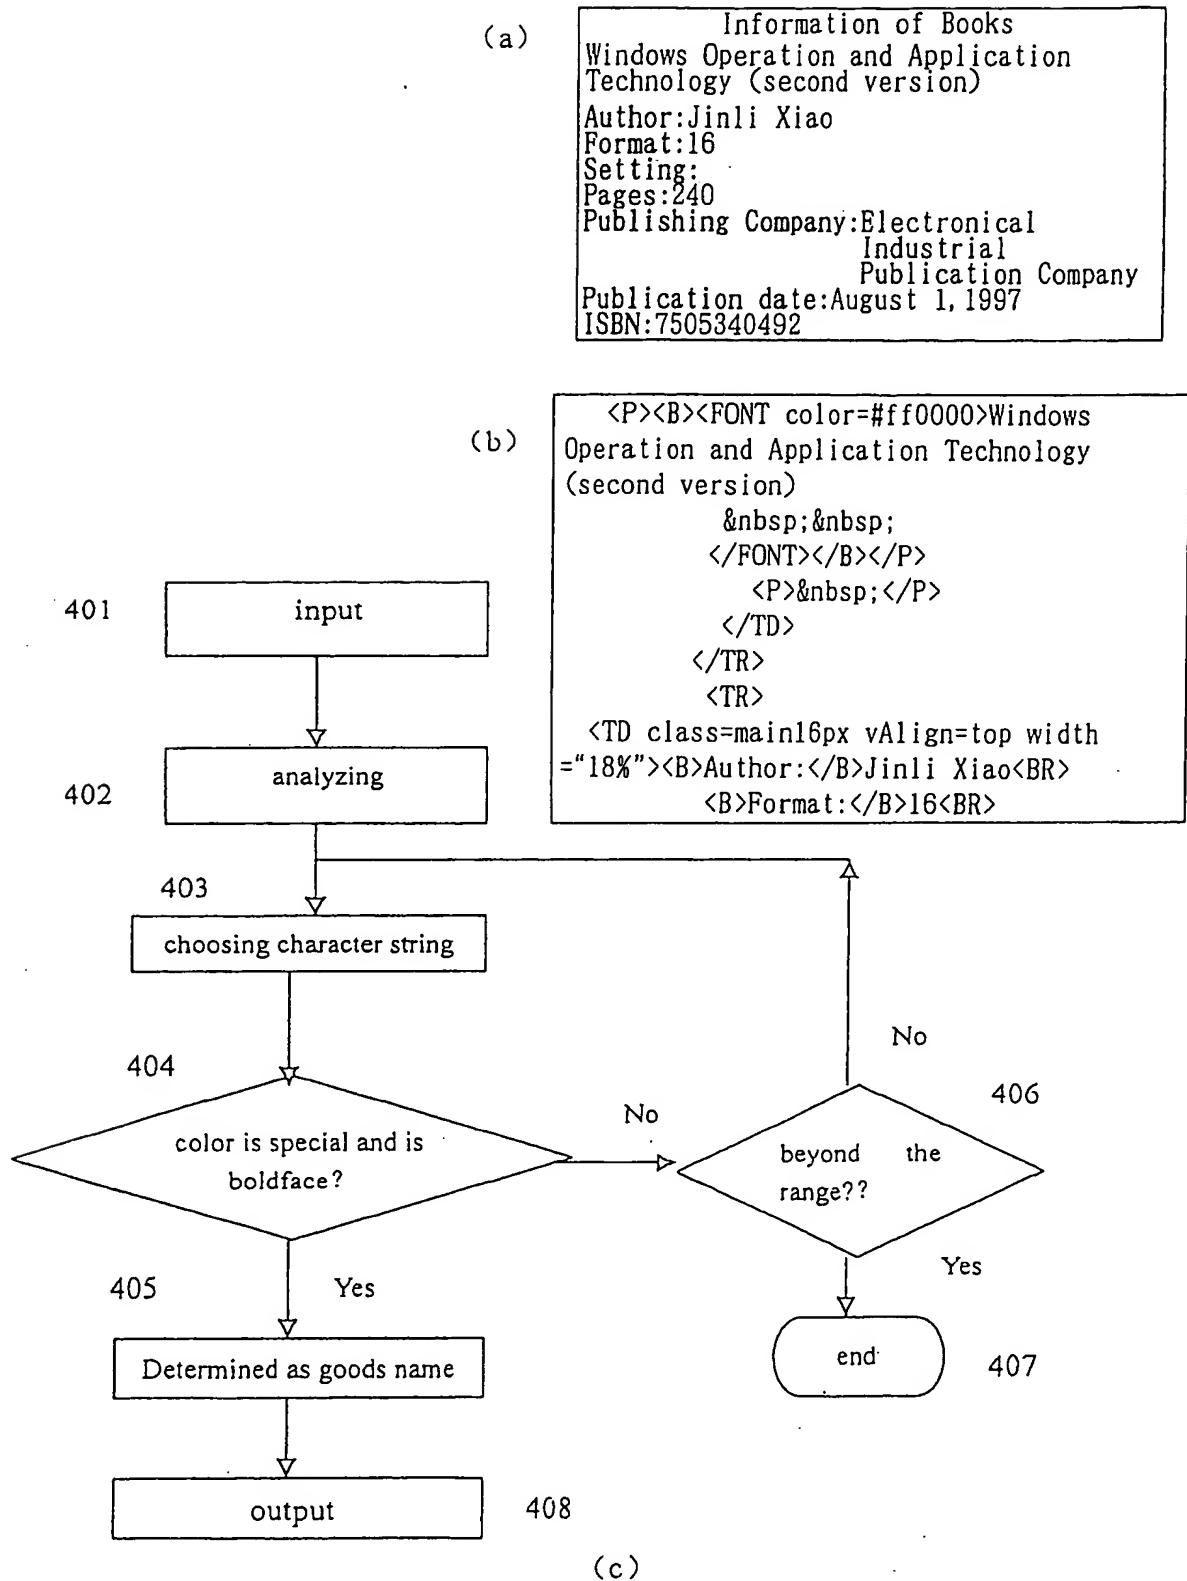 (a)
Information of Books
Windows Operation and Application
Technology (second version)
Author:Jinli Xiao
Format:16
Setting:
Pages:240
Publishing Company:Electronical
Industrial
Publication Company
Publication date:August 1,1997
ISBN:7505340492
(b)
<P><B><FONT color=#ff0000>Windows
Operation and Application Technology
(second version)
&nbsp;&nbsp;
</FONT></B></P>
<P>&nbsp;</P>
</TD>
</TR>
<TR>
<TD class=main16px vAlign=top width
="18%"><B>Author:</B>Jinli Xiao<BR>
<B>Format:</B>16<BR>
401
input
402
analyzing
403
choosing character string
404
color is special and is
boldface?
No
No
406
beyond the
range??
405
Yes
Yes
Determined as goods name
end
407
output
408
(c)